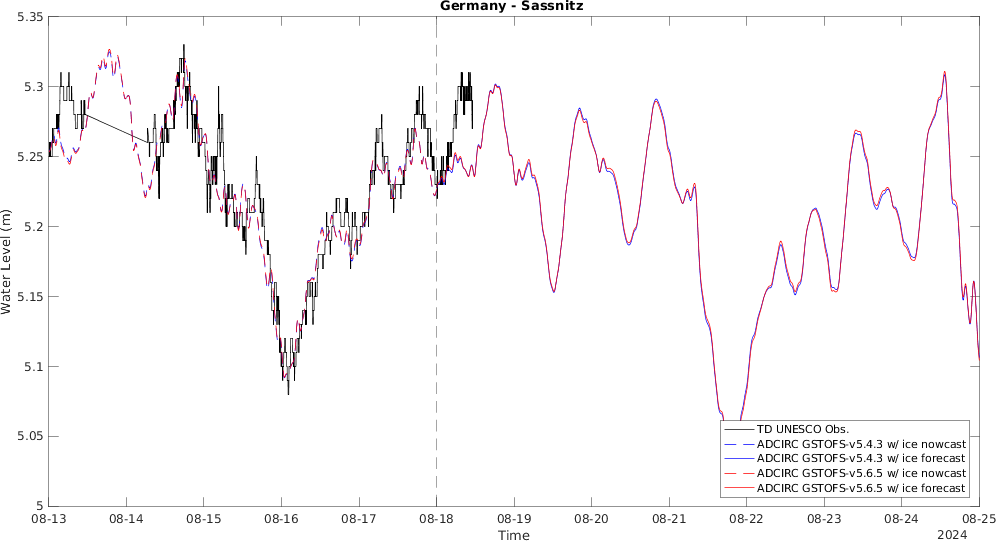 Germany - Sassnitz
5.35
5.3
5.25
5.2
5.15
5.1
5.05
5
Water Level (m)
TD UNESCO Obs.
ADCIRC GSTOFS-v5.4.3 w/ ice nowcast
ADCIRC GSTOFS-v5.4.3 w/ ice forecast
ADCIRC GSTOFS-v5.6.5 w/ ice nowcast
ADCIRC GSTOFS-v5.6.5 w/ ice forecast
08-13 08-14 08-15 08-16 08-17 08-18 08-19 08-20 08-21 08-22 08-23 08-24 08-25
Time
2024